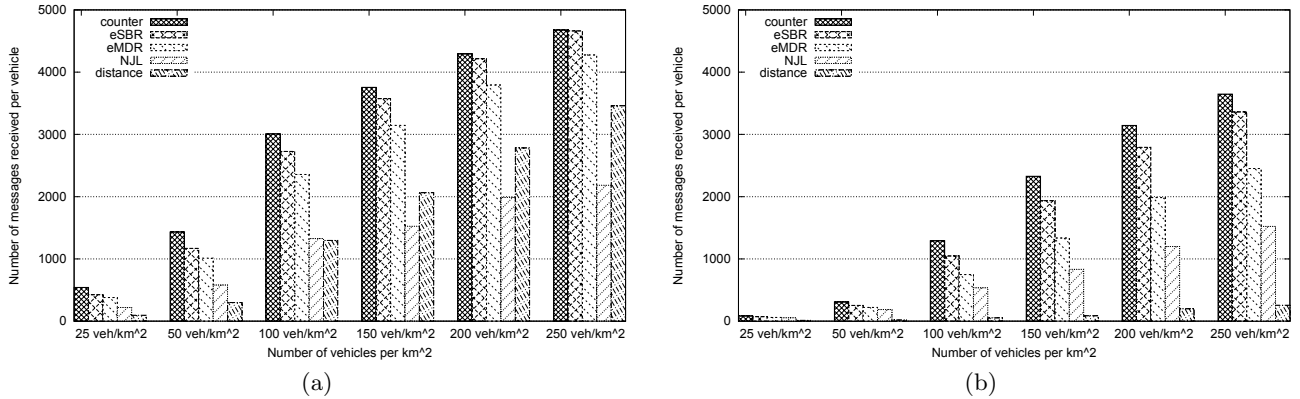 Number of messages received per vehicle
5000
4000
3000
2000
1000
0
counter
eSBR
eMDR
NJL
distance
25 veh/km^2 50 veh/km^2 100 veh/km^2 150 veh/km^2 200 veh/km^2 250 veh/km^2
Number of vehicles per km^2
(a)
Number of messages received per vehicle
5000
4000
3000
2000
1000
0
counter
eSBR
eMDR
NJL
distance
25 veh/km^2 50 veh/km^2 100 veh/km^2 150 veh/km^2 200 veh/km^2 250 veh/km^2
Number of vehicles per km^2
(b)